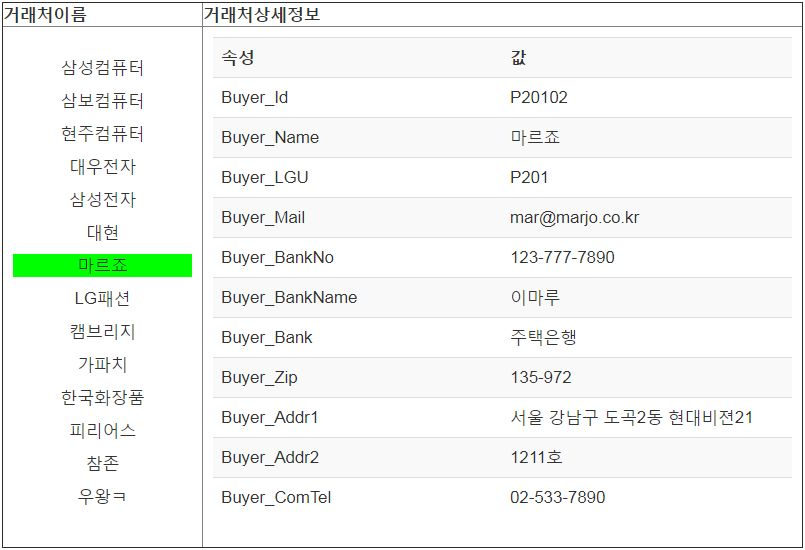 거래처이름
삼성컴퓨터
삼보컴퓨터
현주컴퓨터
대우전자
삼성전자
대현
마르죠
LG패션
캠브리지
가파치
한국화장품
피리어스
참존
우왕ㅋ
거래처상세정보
속성 값
Buyer_Id P20102
Buyer_Name 마르죠
Buyer_LGU P201
Buyer_Mail mar@marjo.co.kr
Buyer_BankNo 123-777-7890
Buyer_BankName 이마루
Buyer_Bank 주택은행
Buyer_Zip 135-972
Buyer_Addr1 서울 강남구 도곡2동 현대비젼21
Buyer_Addr2 1211호
Buyer_ComTel 02-533-7890